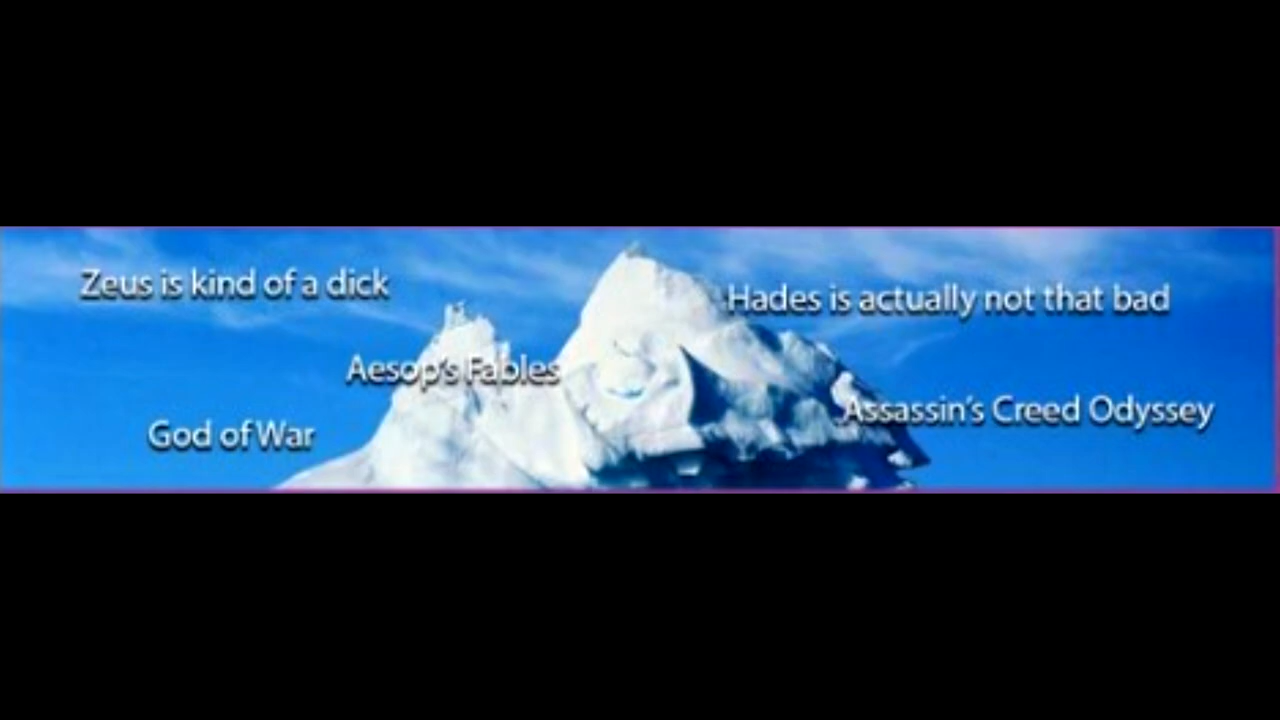 Zeus is kind of a dick
Hades is actually not that bad
Aesop's Fables
Assassin's Creed Odyssey
God of War